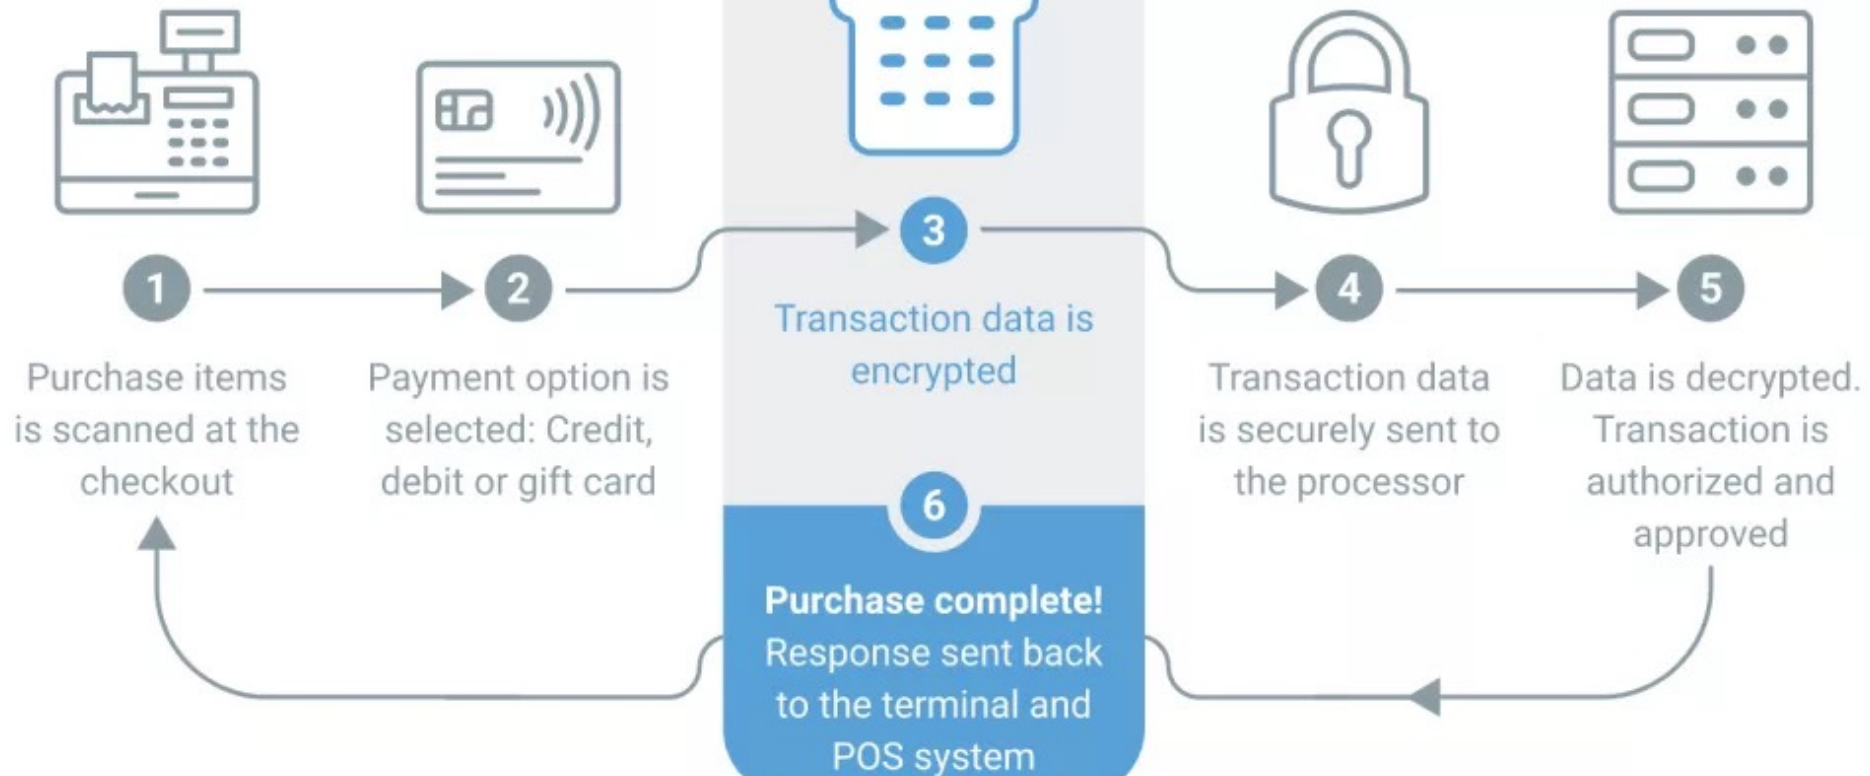 1
Purchase items
is scanned at the
checkout
2
Payment option is
selected: Credit,
debit or gift card
3
Transaction data is
encrypted
4
Transaction data
is securely sent to
the processor
5
Data is decrypted.
Transaction is
authorized and
approved
6
Purchase complete!
Response sent back
to the terminal and
POS system